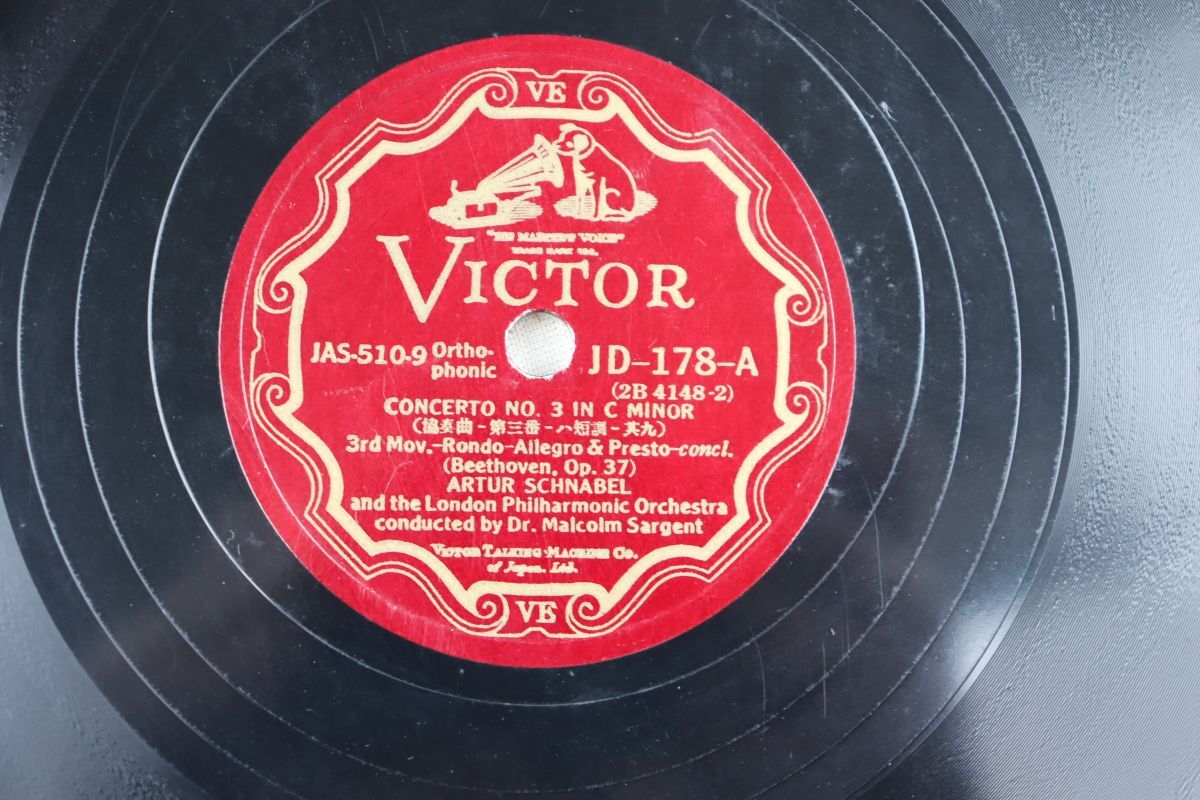 VE
"HIS MASTER'S VOICE"
TRADE MARK REG.
VICTOR
JAS-510-9 Ortho-phonic JD-178-A
(2B 4148-2)
CONCERTO NO. 3 IN C MINOR
(協奏曲-第三番-ハ短調-其九)
3rd Mov.-Rondo-Allegro & Presto-concl.
(Beethoven, Op. 37)
ARTUR SCHNABEL
and the London Philharmonic Orchestra
conducted by Dr. Malcolm Sargent
VICTOR TALKING MACHINE CO.
of Japan, Ltd.
VE